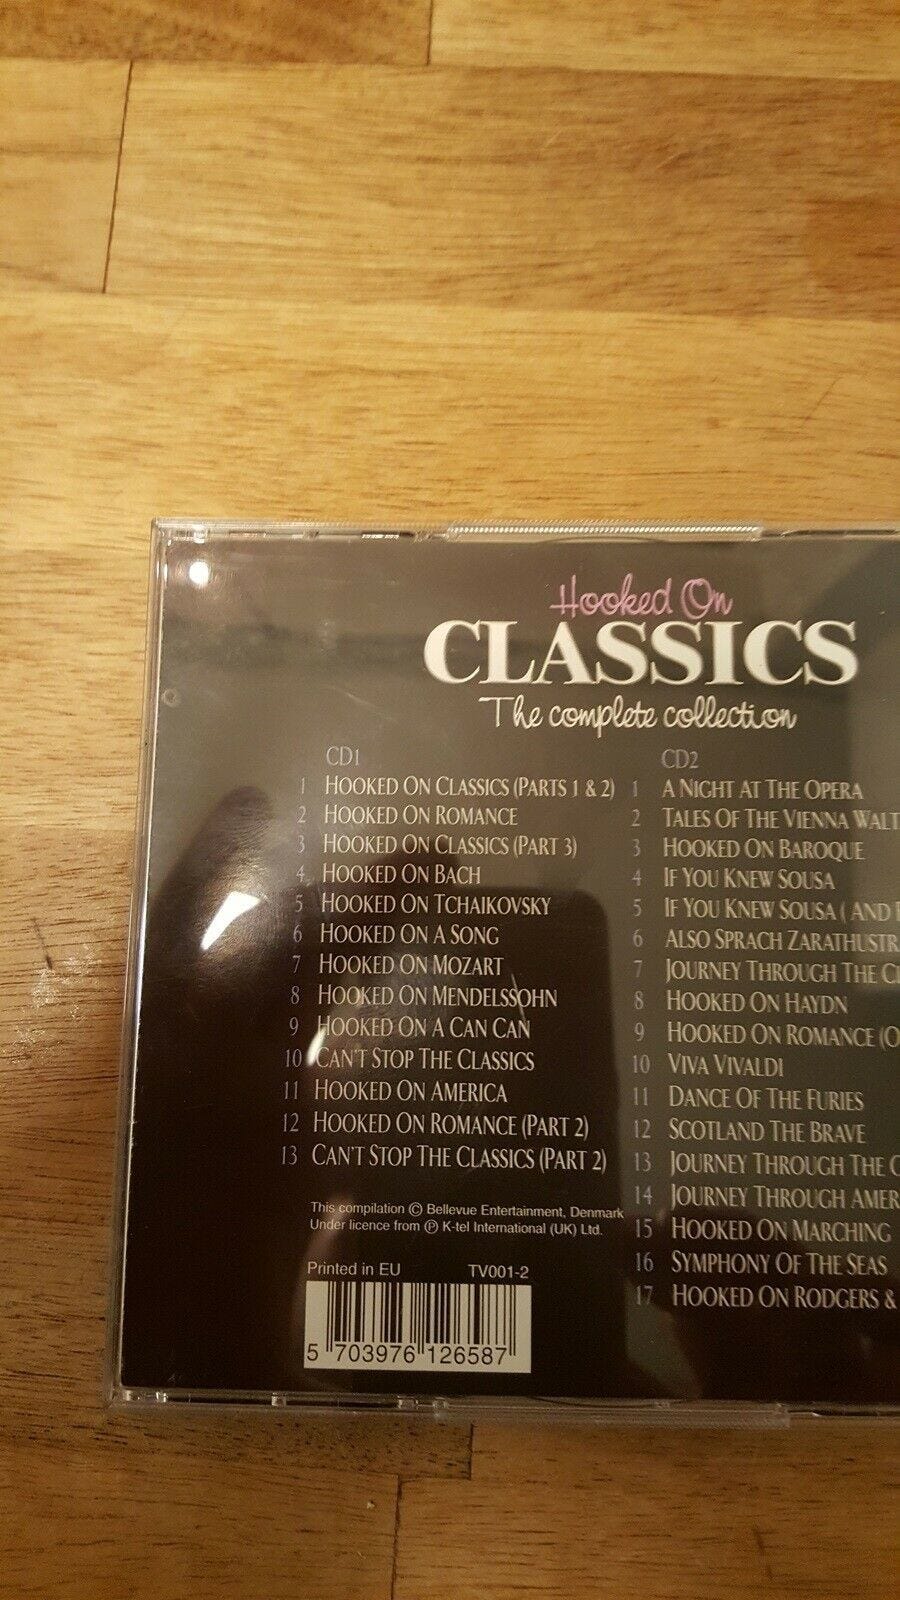 Hooked On
CLASSICS
The complete collection
CD1
1 HOOKED ON CLASSICS (PARTS 1 & 2)
2 HOOKED ON ROMANCE
3 HOOKED ON CLASSICS (PART 3)
4 HOOKED ON BACH
5 HOOKED ON TCHAIKOVSKY
6 HOOKED ON A SONG
7 HOOKED ON MOZART
8 HOOKED ON MENDELSSOHN
9 HOOKED ON A CAN CAN
10 CAN'T STOP THE CLASSICS
11 HOOKED ON AMERICA
12 HOOKED ON ROMANCE (PART 2)
13 CAN'T STOP THE CLASSICS (PART 2)
This compilation © Bellevue Entertainment, Denmark
Under licence from ℗ K-tel International (UK) Ltd.
Printed in EU TV001-2
5 703976 126587
CD2
1 A NIGHT AT THE OPERA
2 TALES OF THE VIENNA WALT
3 HOOKED ON BAROQUE
4 IF YOU KNEW SOUSA
5 IF YOU KNEW SOUSA ( AND
6 ALSO SPRACH ZARATHUSTRA
7 JOURNEY THROUGH THE
8 HOOKED ON HAYDN
9 HOOKED ON ROMANCE (O
10 VIVA VIVALDI
11 DANCE OF THE FURIES
12 SCOTLAND THE BRAVE
13 JOURNEY THROUGH THE
14 JOURNEY THROUGH AMER
15 HOOKED ON MARCHING
16 SYMPHONY OF THE SEAS
17 HOOKED ON RODGERS &